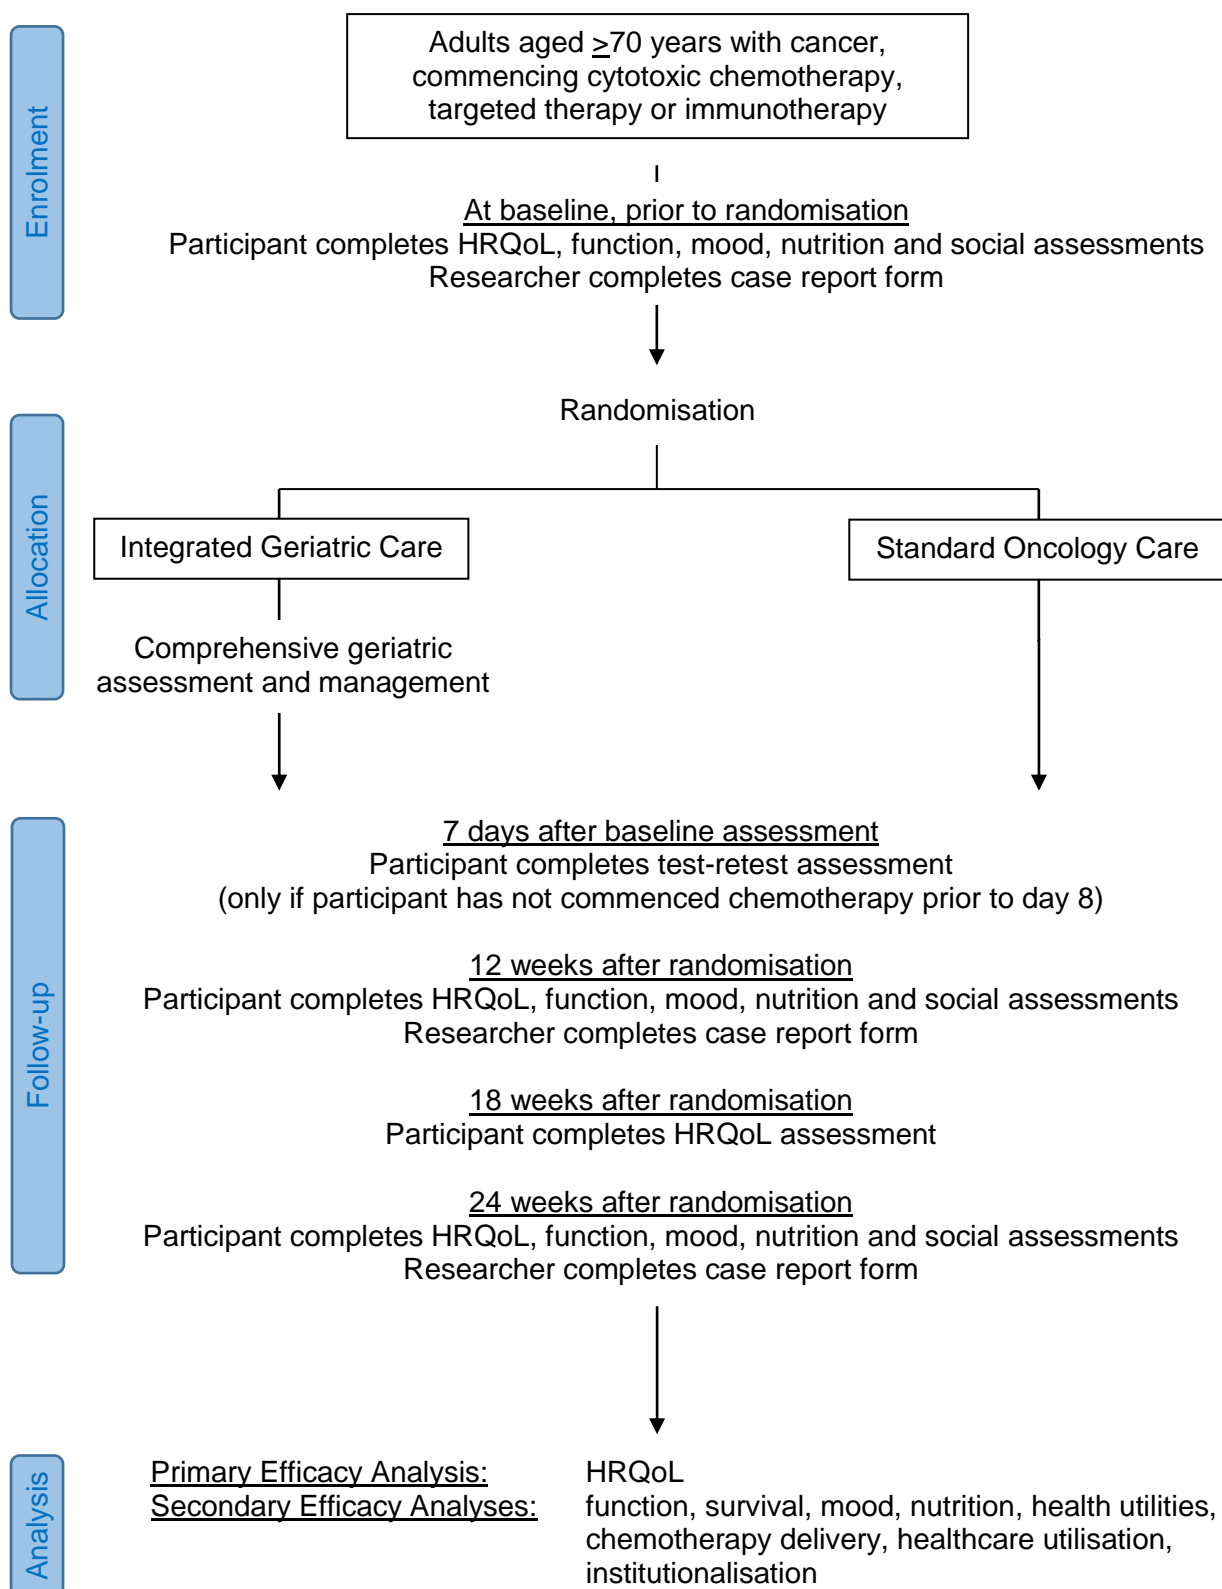 Enrolment
Adults aged >70 years with cancer,
commencing cytotoxic chemotherapy,
targeted therapy or immunotherapy
At baseline, prior to randomisation
Participant completes HRQoL, function, mood, nutrition and social assessments
Researcher completes case report form
Allocation
Randomisation
Integrated Geriatric Care
Standard Oncology Care
Comprehensive geriatric
assessment and management
Follow-up
7 days after baseline assessment
Participant completes test-retest assessment
(only if participant has not commenced chemotherapy prior to day 8)
12 weeks after randomisation
Participant completes HRQoL, function, mood, nutrition and social assessments
Researcher completes case report form
18 weeks after randomisation
Participant completes HRQoL assessment
24 weeks after randomisation
Participant completes HRQoL, function, mood, nutrition and social assessments
Researcher completes case report form
Analysis
Primary Efficacy Analysis: HRQoL
Secondary Efficacy Analyses: function, survival, mood, nutrition, health utilities,
chemotherapy delivery, healthcare utilisation,
institutionalisation